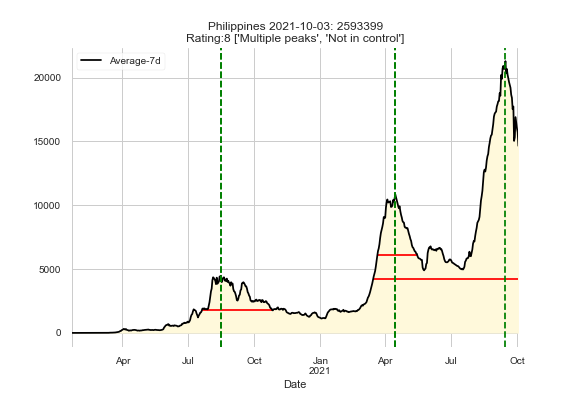 Philippines 2021-10-03: 2593399
Rating:8 ['Multiple peaks', 'Not in control']
Average-7d
20000
15000
10000
5000
0
Apr
Jul
Oct
Jan
2021
Apr
Jul
Oct
Date